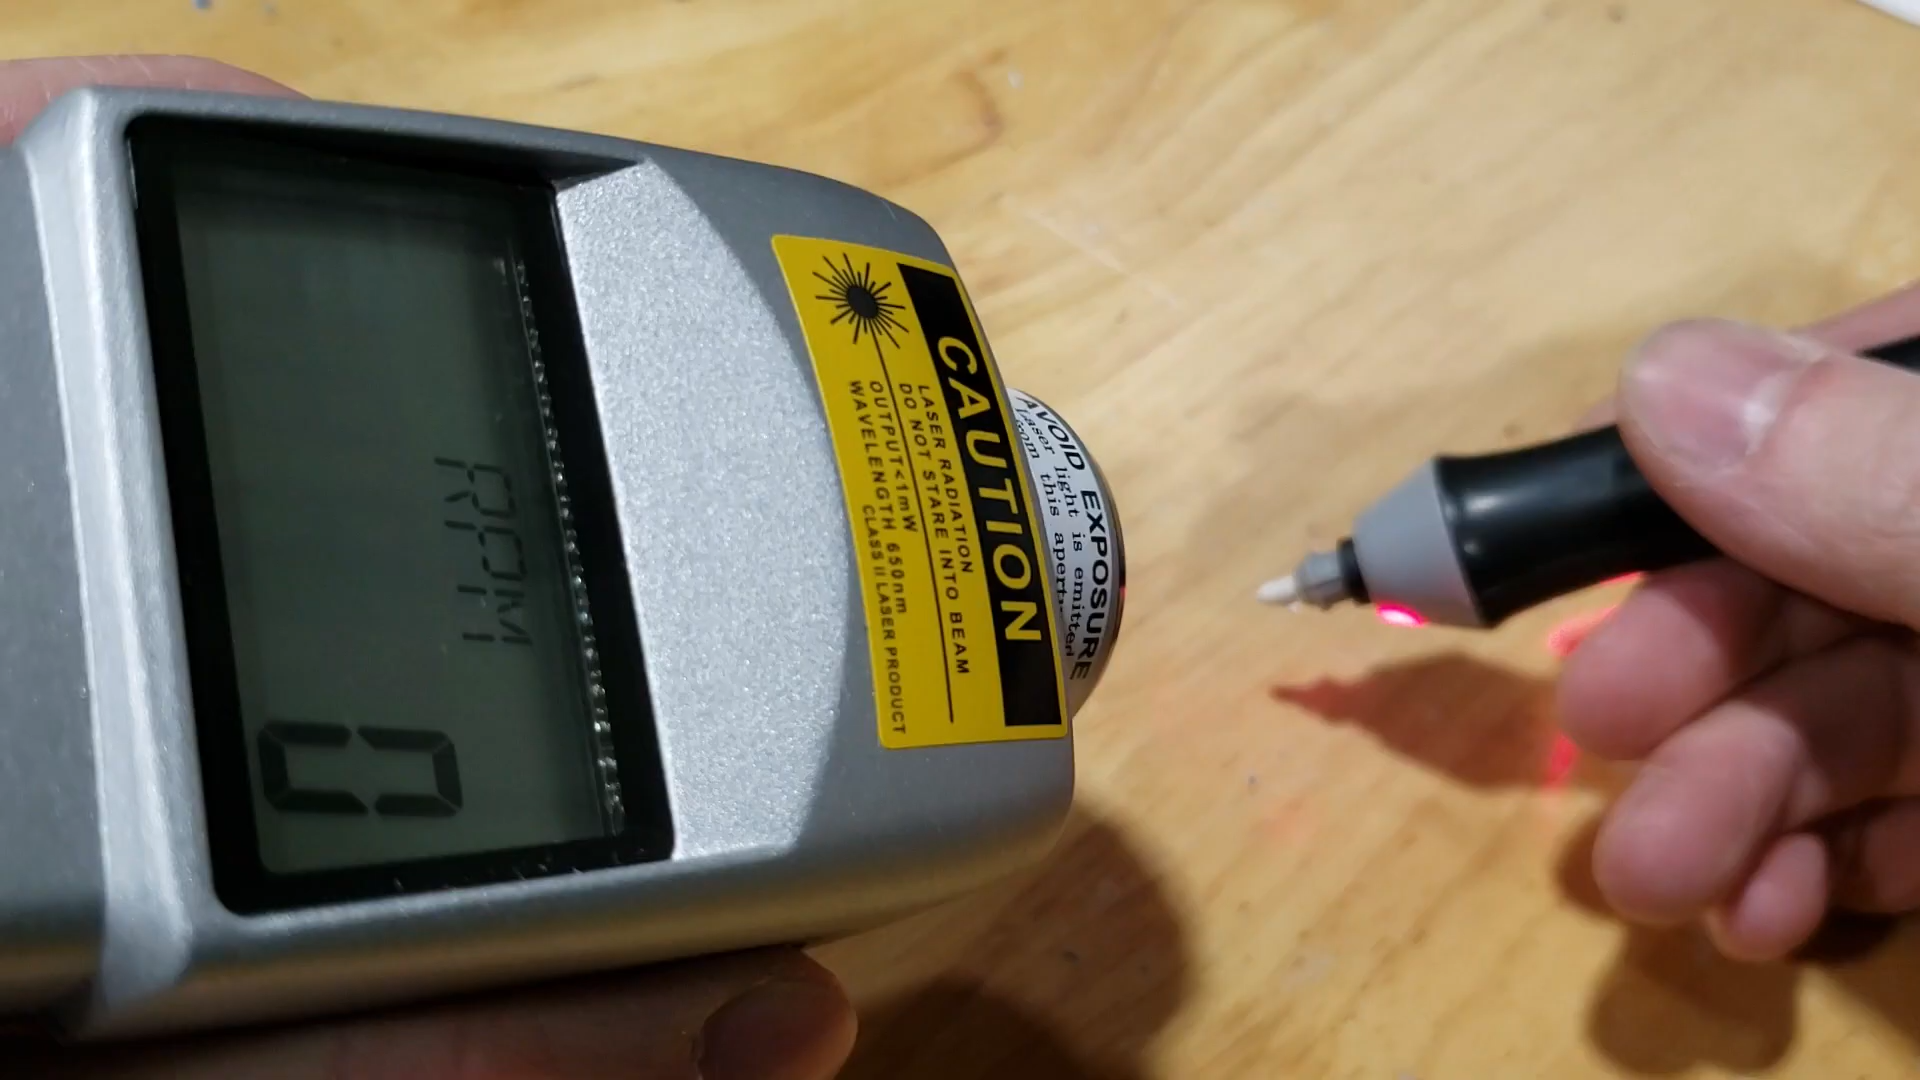 RPM
0
CAUTION
LASER RADIATION
DO NOT STARE INTO BEAM
OUTPUT<1mW
WAVELENGTH 650nm
CLASS II LASER PRODUCT
AVOID EXPOSURE
Laser light is emitted
from this aperture